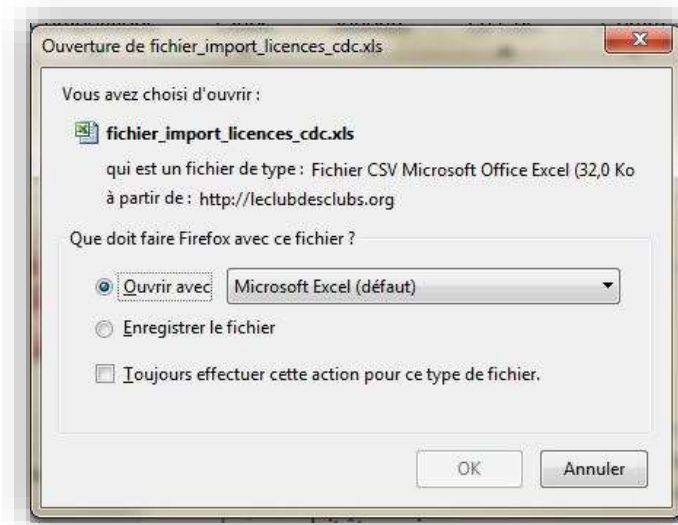 Ouverture de fichier_import_licences_cdc.xls
Vous avez choisi d'ouvrir :
fichier_import_licences_cdc.xls
qui est un fichier de type : Fichier CSV Microsoft Office Excel (32,0 Ko
à partir de : http://leclubdesclubs.org
Que doit faire Firefox avec ce fichier ?
Ouvrir avec Microsoft Excel (défaut)
Enregistrer le fichier
Toujours effectuer cette action pour ce type de fichier.
OK Annuler